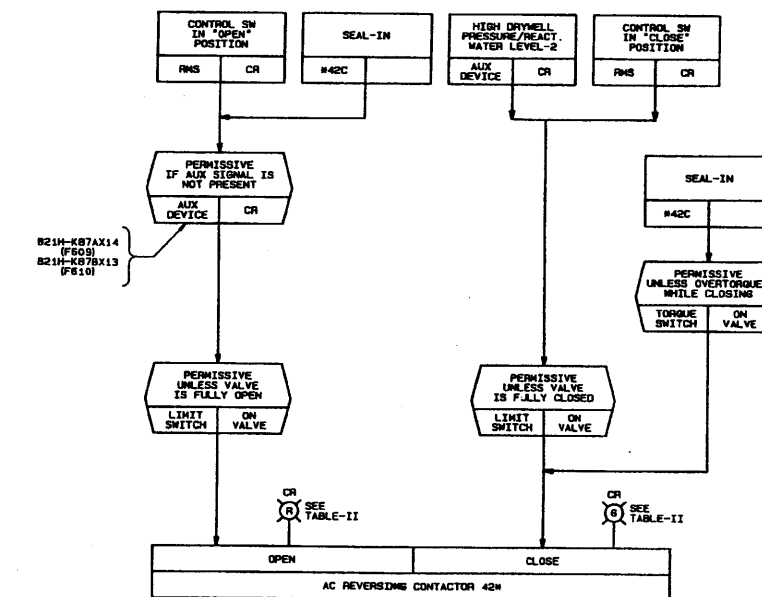 CONTROL SW
IN "OPEN"
POSITION
RMS
CR
SEAL-IN
*42C
HIGH DRYWELL
PRESSURE/REACT.
WATER LEVEL-2
AUX
DEVICE
CR
CONTROL SW
IN "CLOSE"
POSITION
RMS
CR
PERMISSIVE
IF AUX SIGNAL IS
NOT PRESENT
AUX
DEVICE
CR
B21H-K87AX14
(F609)
B21H-K87BX13
(F610)
SEAL-IN
*42C
PERMISSIVE
UNLESS OVERTORQUE
WHILE CLOSING
TORQUE
SWITCH
ON
VALVE
PERMISSIVE
UNLESS VALVE
IS FULLY OPEN
LIMIT
SWITCH
ON
VALVE
PERMISSIVE
UNLESS VALVE
IS FULLY CLOSED
LIMIT
SWITCH
ON
VALVE
CR
R
SEE
TABLE-II
CR
G
SEE
TABLE-II
OPEN
CLOSE
AC REVERSING CONTACTOR 42*